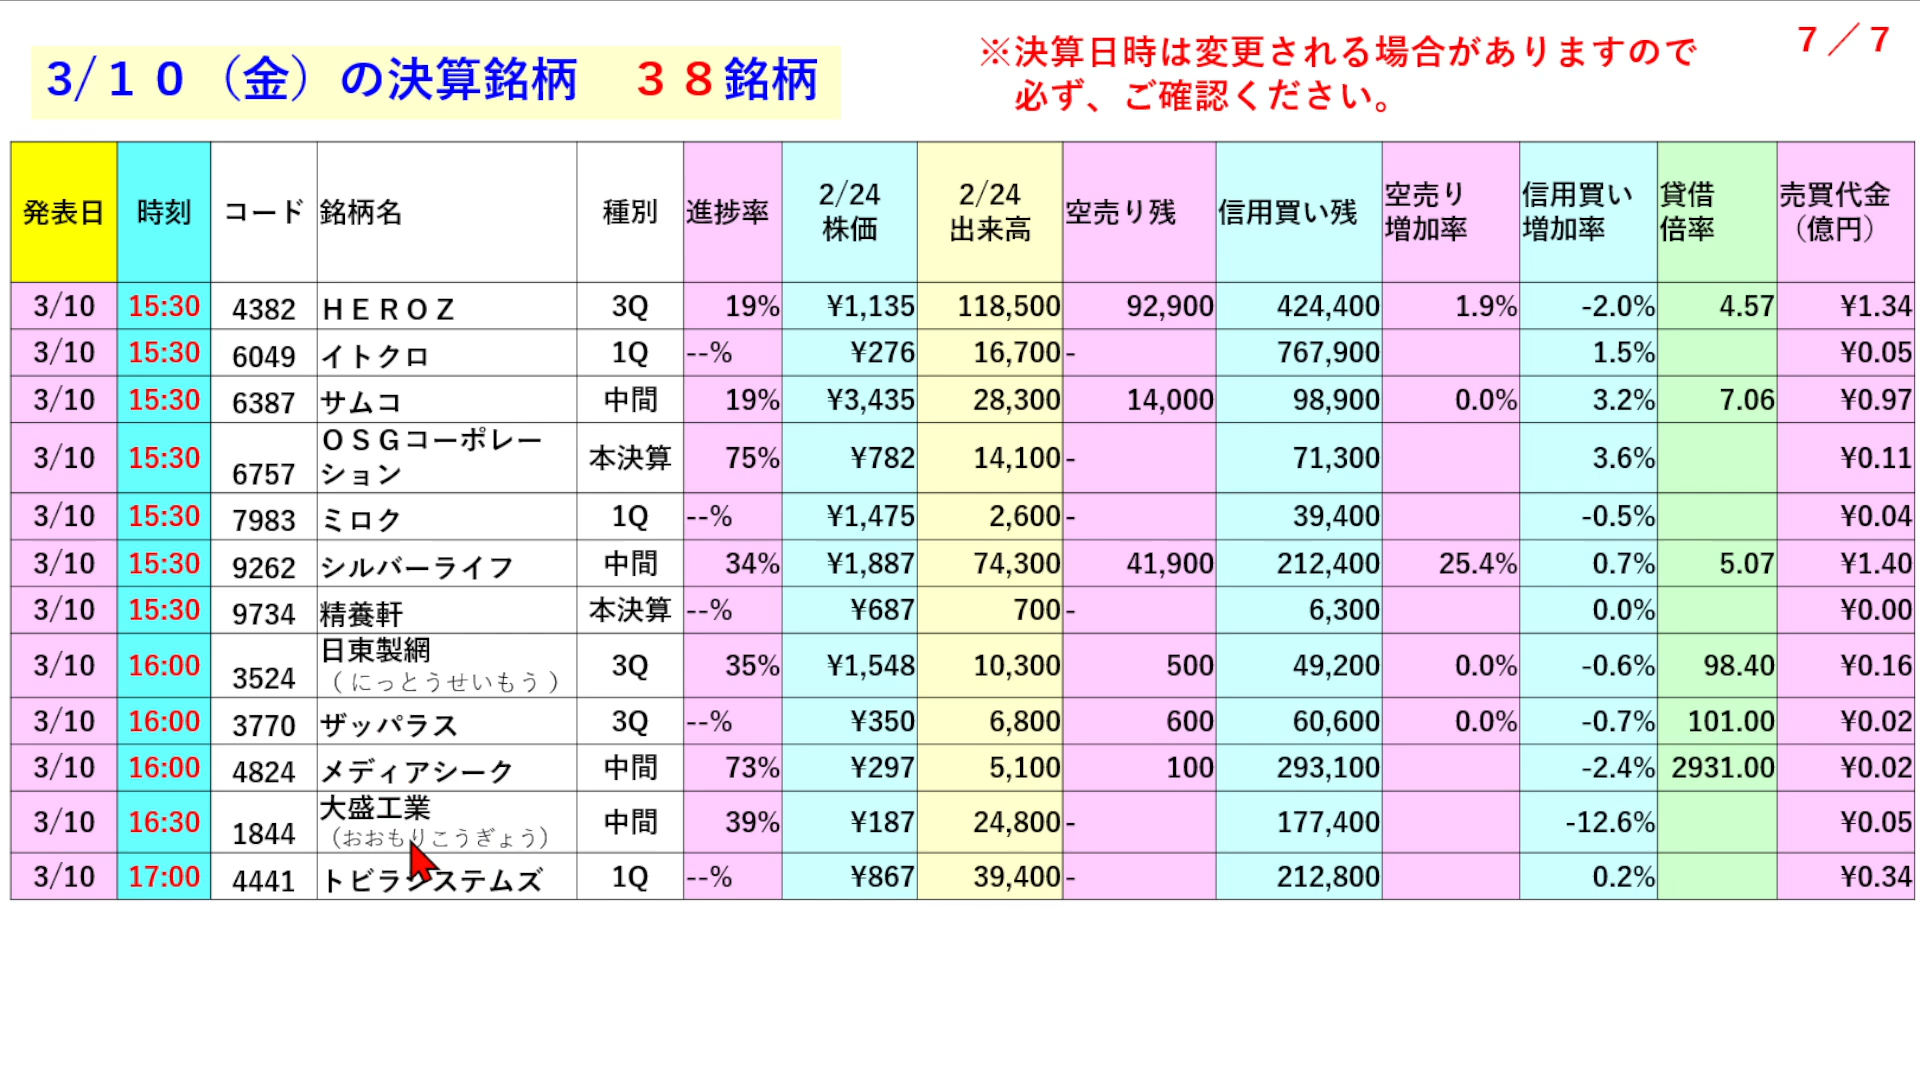 3/１０（金）の決算銘柄　３８銘柄
※決算日時は変更される場合がありますので
必ず、ご確認ください。
７／７
発表日 時刻 コード 銘柄名 種別 進捗率 2/24 株価 2/24 出来高 空売り残 信用買い残 空売り増加率 信用買い増加率 貸借倍率 売買代金（億円）
3/10 15:30 4382 ＨＥＲＯＺ 3Q 19% ¥1,135 118,500 92,900 424,400 1.9% -2.0% 4.57 ¥1.34
3/10 15:30 6049 イトクロ 1Q --% ¥276 16,700 - 767,900 1.5% ¥0.05
3/10 15:30 6387 サムコ 中間 19% ¥3,435 28,300 14,000 98,900 0.0% 3.2% 7.06 ¥0.97
3/10 15:30 6757 ＯＳＧコーポレーション 本決算 75% ¥782 14,100 - 71,300 3.6% ¥0.11
3/10 15:30 7983 ミロク 1Q --% ¥1,475 2,600 - 39,400 -0.5% ¥0.04
3/10 15:30 9262 シルバーライフ 中間 34% ¥1,887 74,300 41,900 212,400 25.4% 0.7% 5.07 ¥1.40
3/10 15:30 9734 精養軒 本決算 --% ¥687 700 - 6,300 0.0% ¥0.00
3/10 16:00 3524 日東製網（にっとうせいもう） 3Q 35% ¥1,548 10,300 500 49,200 0.0% -0.6% 98.40 ¥0.16
3/10 16:00 3770 ザッパラス 3Q --% ¥350 6,800 600 60,600 0.0% -0.7% 101.00 ¥0.02
3/10 16:00 4824 メディアシーク 中間 73% ¥297 5,100 100 293,100 -2.4% 2931.00 ¥0.02
3/10 16:30 1844 大盛工業（おおもりこうぎょう） 中間 39% ¥187 24,800 - 177,400 -12.6% ¥0.05
3/10 17:00 4441 トビラシステムズ 1Q --% ¥867 39,400 - 212,800 0.2% ¥0.34